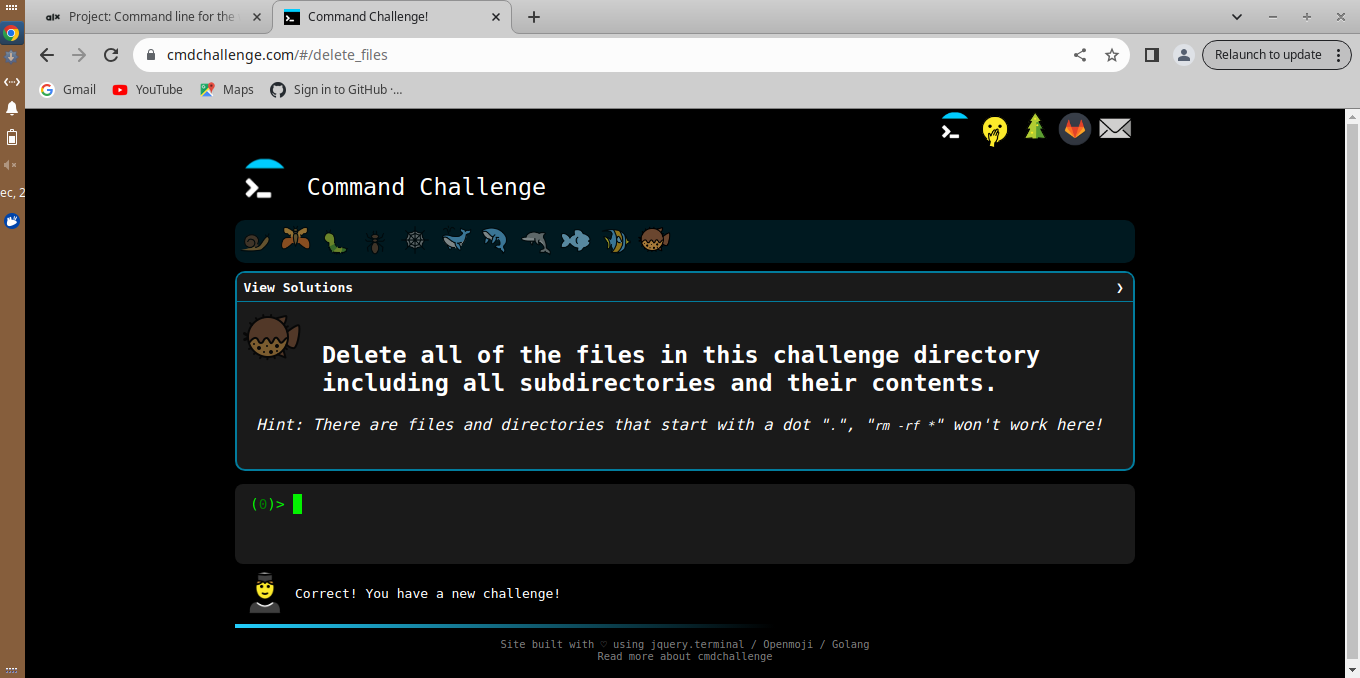 alx Project: Command line for the
Command Challenge!
cmdchallenge.com/#/delete_files
Relaunch to update
Gmail YouTube Maps Sign in to GitHub ·...
ec, 2
Command Challenge
View Solutions
Delete all of the files in this challenge directory
including all subdirectories and their contents.
Hint: There are files and directories that start with a dot ".", "rm -rf *" won't work here!
(0)>
Correct! You have a new challenge!
Site built with ♡ using jquery.terminal / Openmoji / Golang
Read more about cmdchallenge